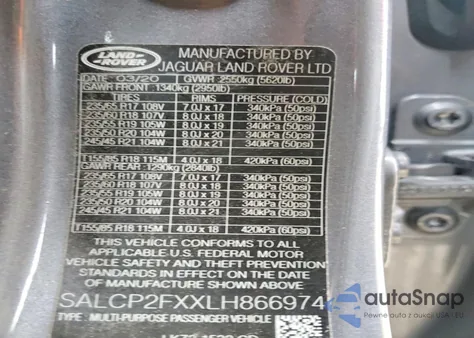 LAND ROVER
MANUFACTURED BY
JAGUAR LAND ROVER LTD
DATE 03/20 GVWR 2550kg (5620lb)
GAWR FRONT 1340kg (2950lb)
TIRES RIMS PRESSURE (COLD)
235/65 R17 108V 7.0J x 17 340kPa (50psi)
235/60 R18 107V 8.0J x 18 340kPa (50psi)
235/55 R19 105W 8.0J x 19 340kPa (50psi)
235/50 R20 104W 8.0J x 20 340kPa (50psi)
245/45 R21 104W 8.0J x 21 340kPa (50psi)
T155/85 R18 115M 4.0J x 18 420kPa (60psi)
GAWR REAR 1290kg (2840lb)
235/65 R17 108V 7.0J x 17 340kPa (50psi)
235/60 R18 107V 8.0J x 18 340kPa (50psi)
235/55 R19 105W 8.0J x 19 340kPa (50psi)
235/50 R20 104W 8.0J x 20 340kPa (50psi)
245/45 R21 104W 8.0J x 21 340kPa (50psi)
T155/85 R18 115M 4.0J x 18 420kPa (60psi)
THIS VEHICLE CONFORMS TO ALL
APPLICABLE U.S. FEDERAL MOTOR
VEHICLE SAFETY AND THEFT PREVENTION
STANDARDS IN EFFECT ON THE DATE OF
MANUFACTURE SHOWN ABOVE
SALCP2FXXLH866974
TYPE MULTI-PURPOSE PASSENGER VEHICLE
autoSnap
Pewne auto z aukcji USA i EU